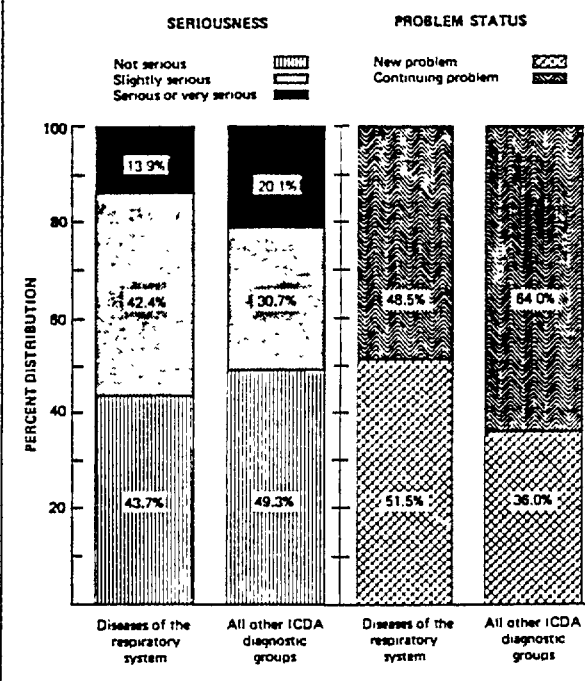 SERIOUSNESS
Not serious
Slightly serious
Serious or very serious
PROBLEM STATUS
New problem
Continuing problem
PERCENT DISTRIBUTION
100
80
60
40
20
13.9%
42.4%
43.7%
20.1%
30.7%
49.3%
48.5%
51.5%
64.0%
36.0%
Diseases of the
respiratory
system
All other ICDA
diagnostic
groups
Diseases of the
respiratory
system
All other ICDA
diagnostic
groups